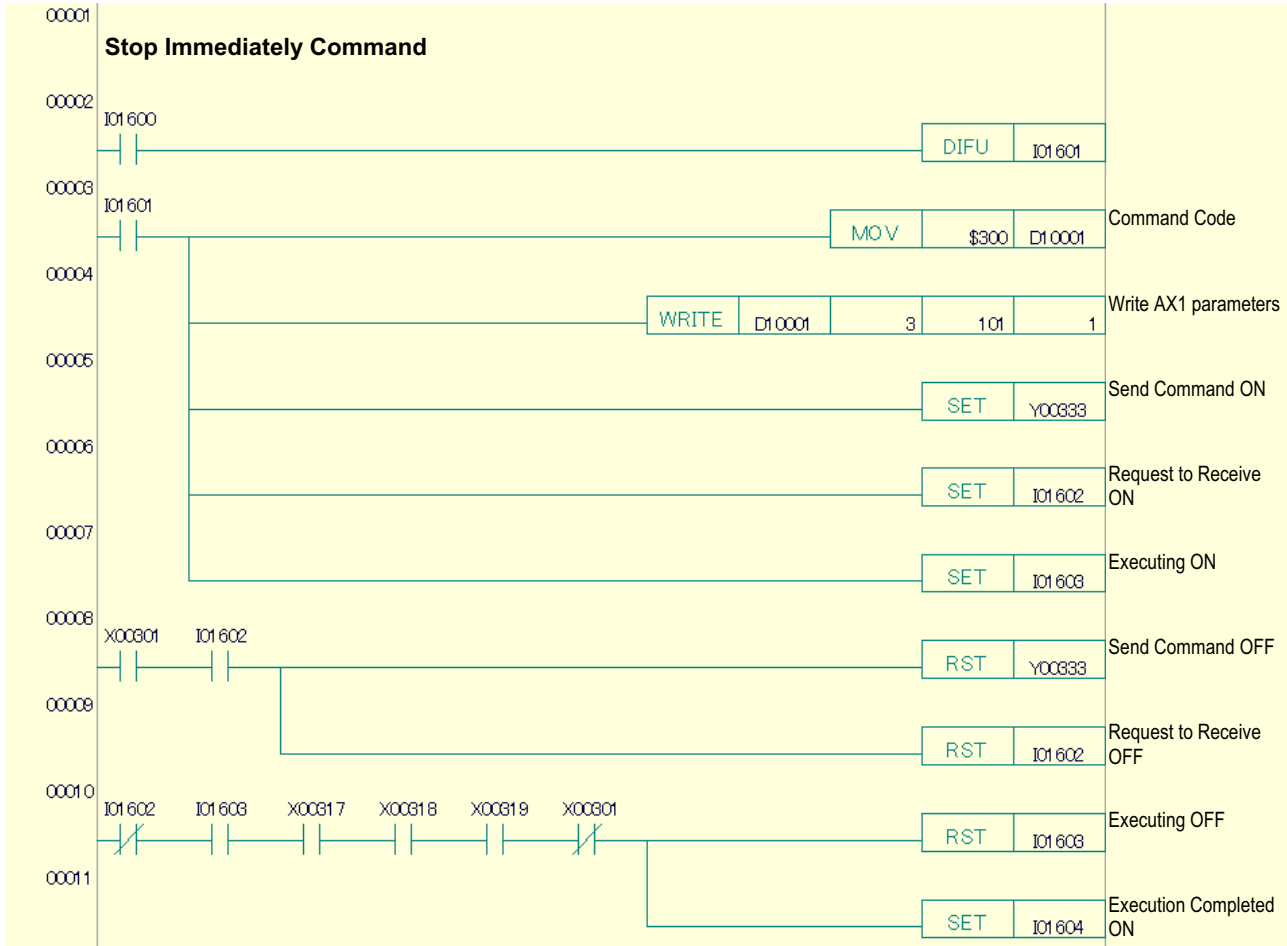 00001
Stop Immediately Command
00002
I01600
DIFU I01601
00003
I01601
MOV $300 D10001 Command Code
00004
WRITE D10001 3 101 1 Write AX1 parameters
00005
SET Y00333 Send Command ON
00006
SET I01602 Request to Receive
ON
00007
SET I01603 Executing ON
00008
X00301 I01602
RST Y00333 Send Command OFF
00009
RST I01602 Request to Receive
OFF
00010
I01602 I01603 X00317 X00318 X00319 X00301
RST I01603 Executing OFF
00011
SET I01604 Execution Completed
ON